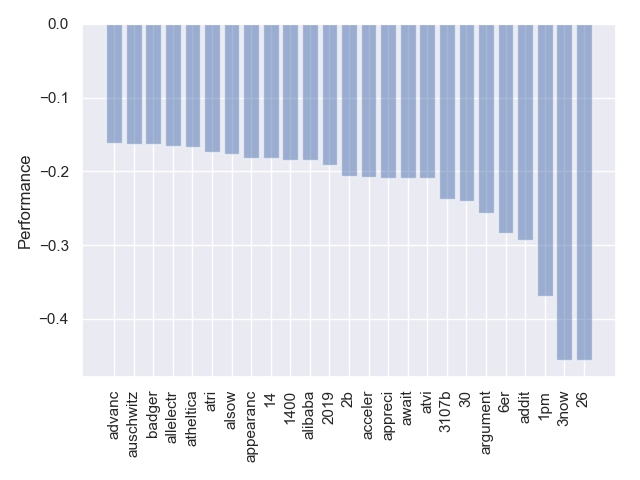 0.0
−0.1
−0.2
−0.3
−0.4
Performance
advanc
auschwitz
badger
allelectr
atheltica
atri
alsow
appearanc
14
1400
alibaba
2019
2b
acceler
appreci
await
atvi
3107b
30
argument
6er
addit
1pm
3now
26